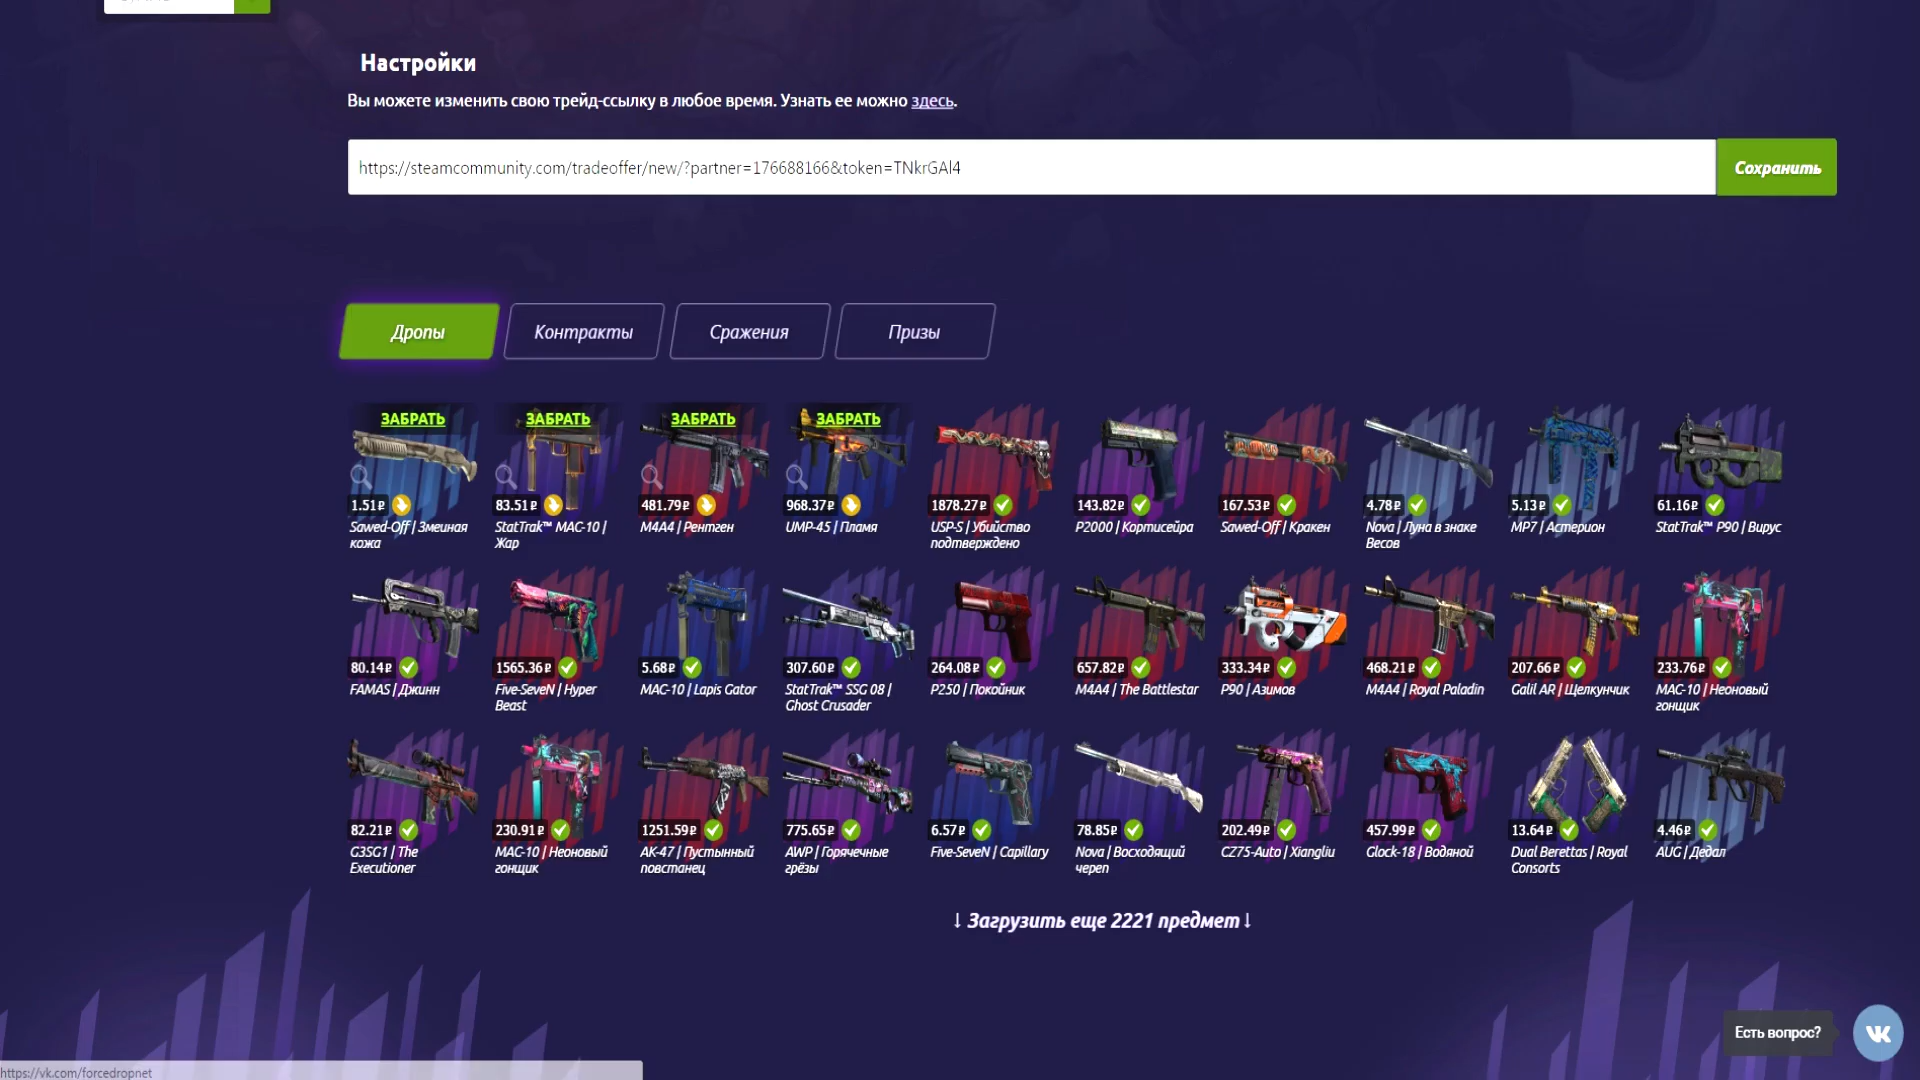 Настройки
Вы можете изменить свою трейд-ссылку в любое время. Узнать ее можно здесь.
https://steamcommunity.com/tradeoffer/new/?partner=176688166&token=TNkrGAl4
Сохранить
Дропы Контракты Сражения Призы
ЗАБРАТЬ ЗАБРАТЬ ЗАБРАТЬ ЗАБРАТЬ
1.51₽ 83.51₽ 481.79₽ 968.37₽ 1878.27₽ 143.82₽ 167.53₽ 4.78₽ 5.13₽ 61.16₽
Sawed-Off | Змеиная StatTrak™ MAC-10 | M4A4 | Рентген UMP-45 | Пламя USP-S | Убийство P2000 | Кортисейра Sawed-Off | Кракен Nova | Луна в знаке MP7 | Астерион StatTrak™ P90 | Вирус
кожа Жар подтверждено Весов
80.14₽ 1565.36₽ 5.68₽ 307.60₽ 264.08₽ 657.82₽ 333.34₽ 468.21₽ 207.66₽ 233.76₽
FAMAS | Джинн Five-SeveN | Hyper MAC-10 | Lapis Gator StatTrak™ SSG 08 | P250 | Покойник M4A4 | The Battlestar P90 | Азимов M4A4 | Royal Paladin Galil AR | Щелкунчик MAC-10 | Неоновый
Beast Ghost Crusader гонщик
82.21₽ 230.91₽ 1251.59₽ 775.65₽ 6.57₽ 78.85₽ 202.49₽ 457.99₽ 13.64₽ 4.46₽
G3SG1 | The MAC-10 | Неоновый AK-47 | Пустынный AWP | Горячечные Five-SeveN | Capillary Nova | Восходящий CZ75-Auto | Xiangliu Glock-18 | Водяной Dual Berettas | Royal AUG | Дедал
Executioner гонщик повстанец грёзы череп Consorts
↓ Загрузить еще 2221 предмет ↓
Есть вопрос?
https://vk.com/forcedropnet